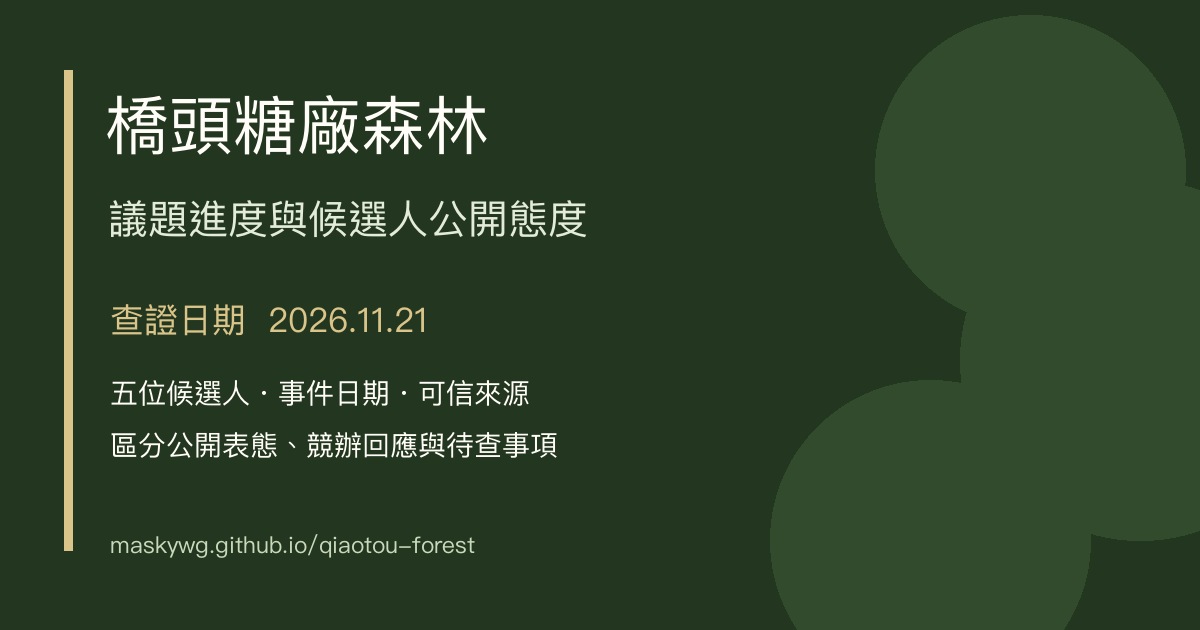 橋頭糖廠森林
議題進度與候選人公開態度
查證日期 2026.11.21
五位候選人・事件日期・可信來源
區分公開表態、競辦回應與待查事項
maskywg.github.io/qiaotou-forest